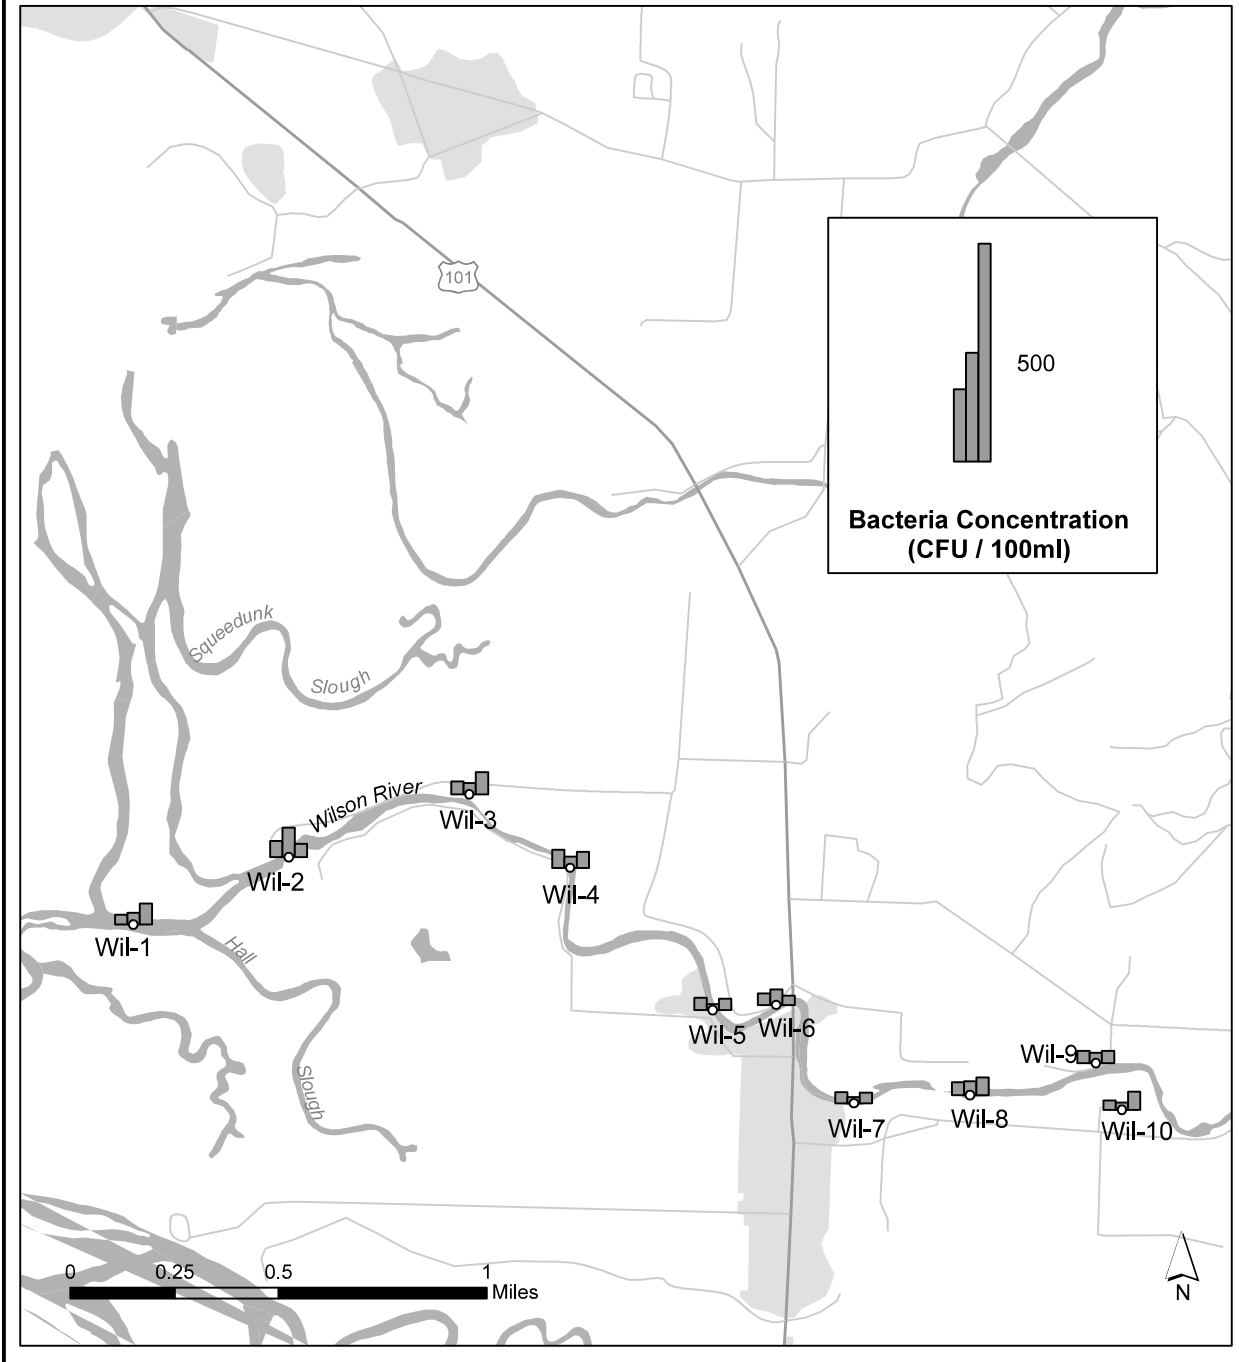 101
500
Bacteria Concentration
(CFU / 100ml)
Squeedunk
Slough
Wilson River
Wil-3
Wil-2
Wil-4
Wil-1
Hall
Slough
Wil-5
Wil-6
Wil-9
Wil-7
Wil-8
Wil-10
0 0.25 0.5 1
Miles
N